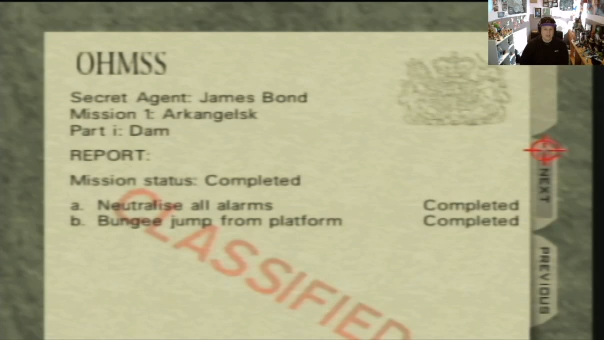 OHMSS
Secret Agent: James Bond
Mission 1: Arkangelsk
Part i: Dam
REPORT:
Mission status: Completed
a. Neutralise all alarms Completed
b. Bungee jump from platform Completed
CLASSIFIED
NEXT
PREVIOUS